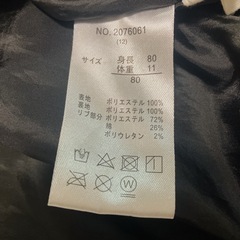 NO. 2076061
(12)
サイズ 身長 80
体重 11
80
表地 ポリエステル 100%
裏地 ポリエステル 100%
リブ部分 ポリエステル 72%
綿 26%
ポリウレタン 2%
W